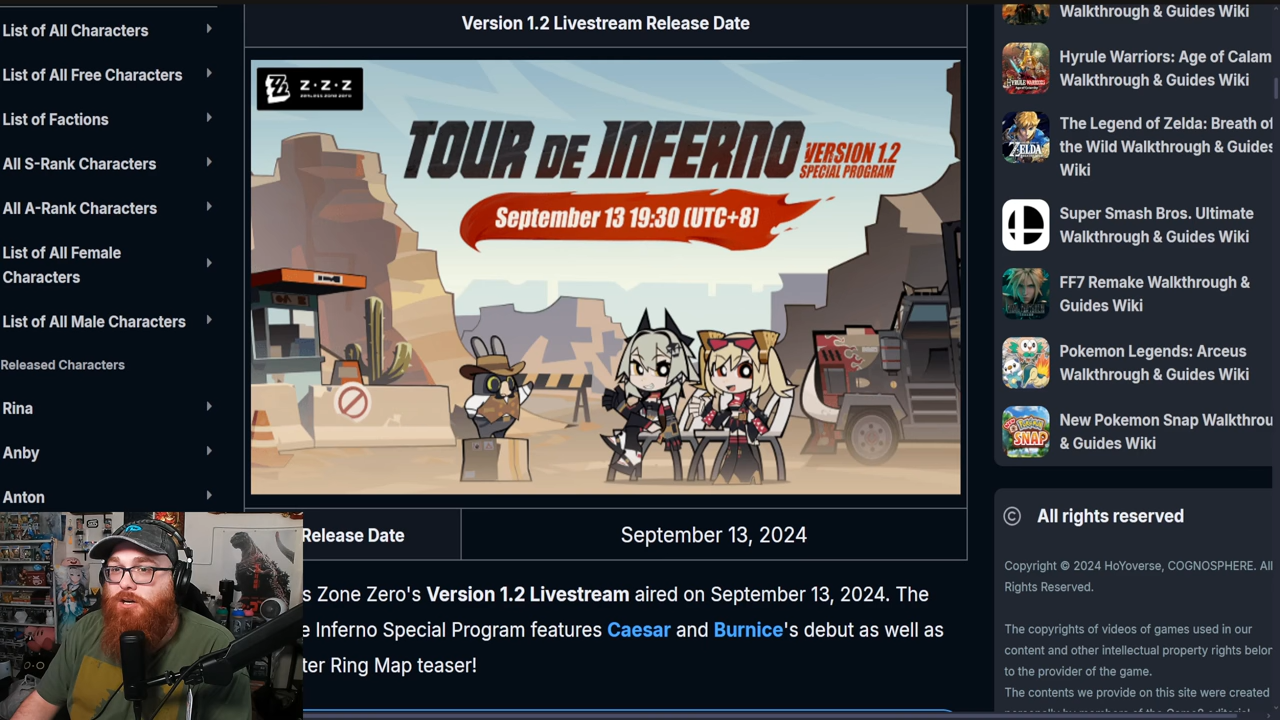 List of All Characters
List of All Free Characters
List of Factions
All S-Rank Characters
All A-Rank Characters
List of All Female
Characters
List of All Male Characters
Released Characters
Rina
Anby
Anton
Version 1.2 Livestream Release Date
Z·Z·Z
ZENLESS ZONE ZERO
TOUR DE INFERNO
VERSION 1.2
SPECIAL PROGRAM
September 13 19:30 (UTC+8)
Release Date
September 13, 2024
s Zone Zero's Version 1.2 Livestream aired on September 13, 2024. The
e Inferno Special Program features Caesar and Burnice's debut as well as
ter Ring Map teaser!
Walkthrough & Guides Wiki
Hyrule Warriors: Age of Calam
Walkthrough & Guides Wiki
The Legend of Zelda: Breath of
the Wild Walkthrough & Guides
Wiki
ZELDA
Super Smash Bros. Ultimate
Walkthrough & Guides Wiki
FF7 Remake Walkthrough &
Guides Wiki
Pokemon Legends: Arceus
Walkthrough & Guides Wiki
New Pokemon Snap Walkthrou
& Guides Wiki
SNAP
© All rights reserved
Copyright © 2024 HoYoverse, COGNOSPHERE. All
Rights Reserved.
The copyrights of videos of games used in our
content and other intellectual property rights belor
to the provider of the game.
The contents we provide on this site were created